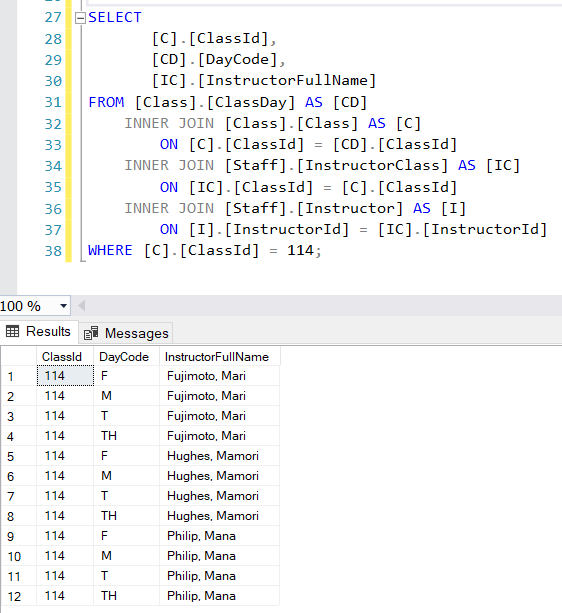 27 SELECT
28 [C].[ClassId],
29 [CD].[DayCode],
30 [IC].[InstructorFullName]
31 FROM [Class].[ClassDay] AS [CD]
32 INNER JOIN [Class].[Class] AS [C]
33 ON [C].[ClassId] = [CD].[ClassId]
34 INNER JOIN [Staff].[InstructorClass] AS [IC]
35 ON [IC].[ClassId] = [C].[ClassId]
36 INNER JOIN [Staff].[Instructor] AS [I]
37 ON [I].[InstructorId] = [IC].[InstructorId]
38 WHERE [C].[ClassId] = 114;
100 %
Results Messages
ClassId DayCode InstructorFullName
1 114 F Fujimoto, Mari
2 114 M Fujimoto, Mari
3 114 T Fujimoto, Mari
4 114 TH Fujimoto, Mari
5 114 F Hughes, Mamori
6 114 M Hughes, Mamori
7 114 T Hughes, Mamori
8 114 TH Hughes, Mamori
9 114 F Philip, Mana
10 114 M Philip, Mana
11 114 T Philip, Mana
12 114 TH Philip, Mana